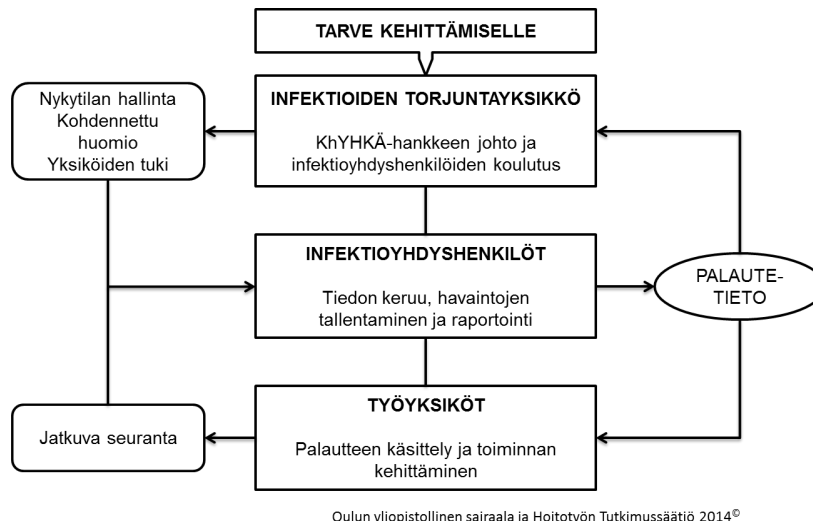 TARVE KEHITTÄMISELLE
Nykytilan hallinta
Kohdennettu
huomio
Yksiköiden tuki
INFEKTIOIDEN TORJUNTAYKSIKKÖ
KhYHKÄ-hankkeen johto ja
infektioyhdyshenkilöiden koulutus
INFEKTIOYHDYSHENKILÖT
Tiedon keruu, havaintojen
tallentaminen ja raportointi
PALAUTE-
TIETO
TYÖYKSIKÖT
Palautteen käsittely ja toiminnan
kehittäminen
Jatkuva seuranta
Oulun yliopistollinen sairaala ja Hoitotyön Tutkimussäätiö 2014©